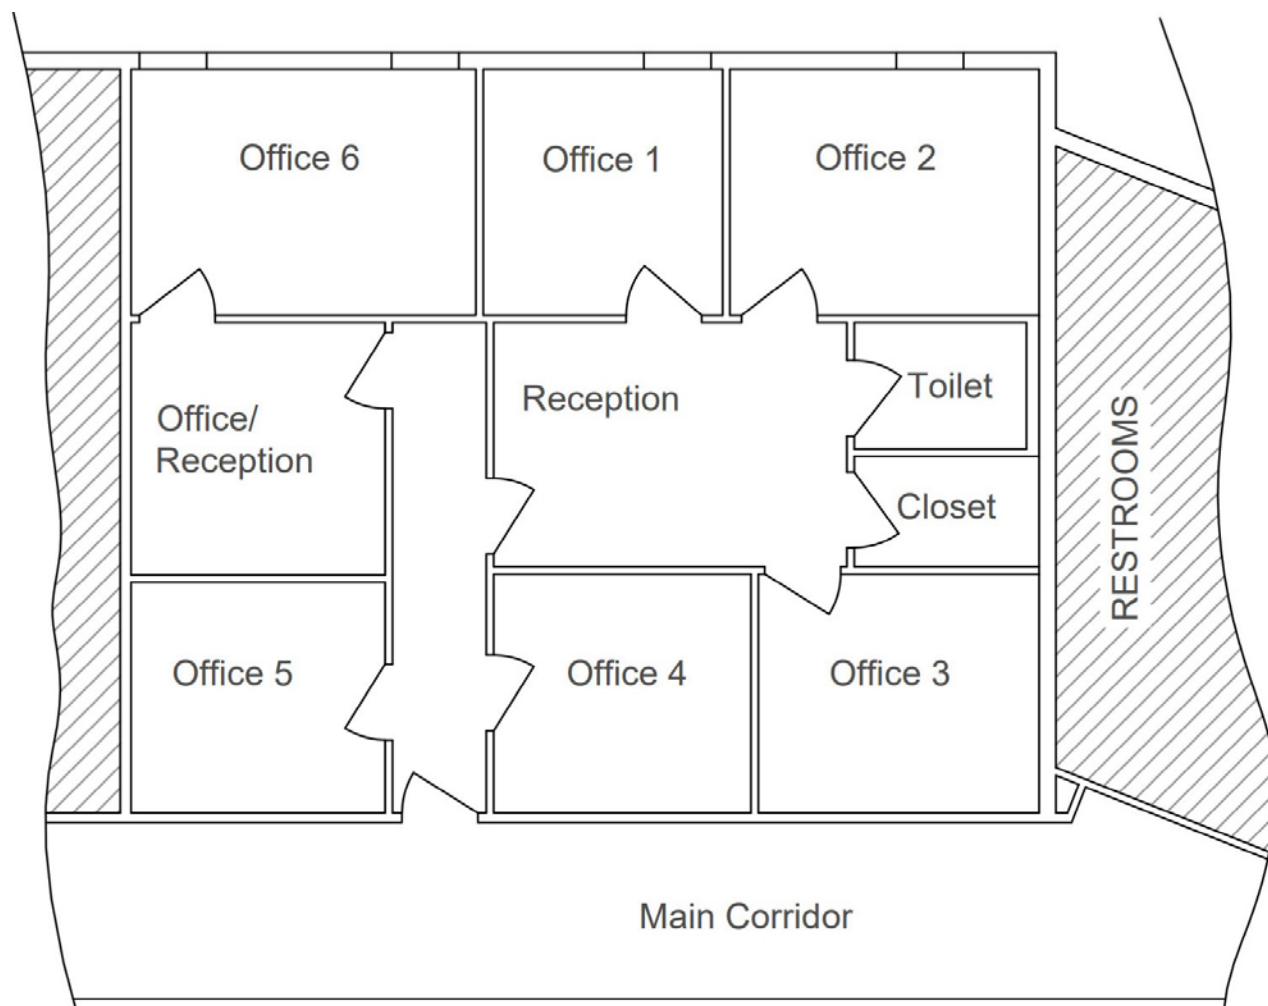 Office 6
Office 1
Office 2
Office/
Reception
Reception
Toilet
Closet
RESTROOMS
Office 5
Office 4
Office 3
Main Corridor